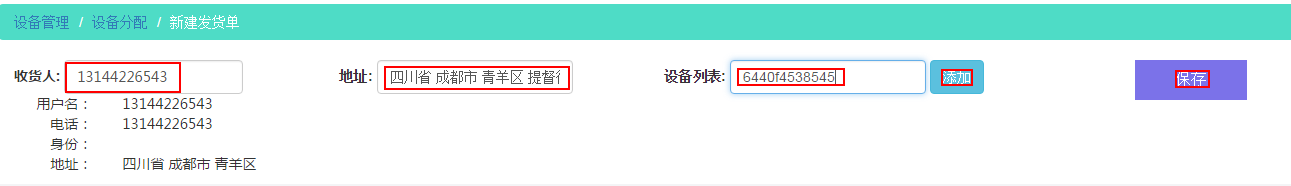 设备管理 / 设备分配 / 新建发货单
收货人: 13144226543 地址: 四川省 成都市 青羊区 提督 设备列表: 6440f4538545 添加 保存
用户名： 13144226543
电话： 13144226543
身份：
地址： 四川省 成都市 青羊区